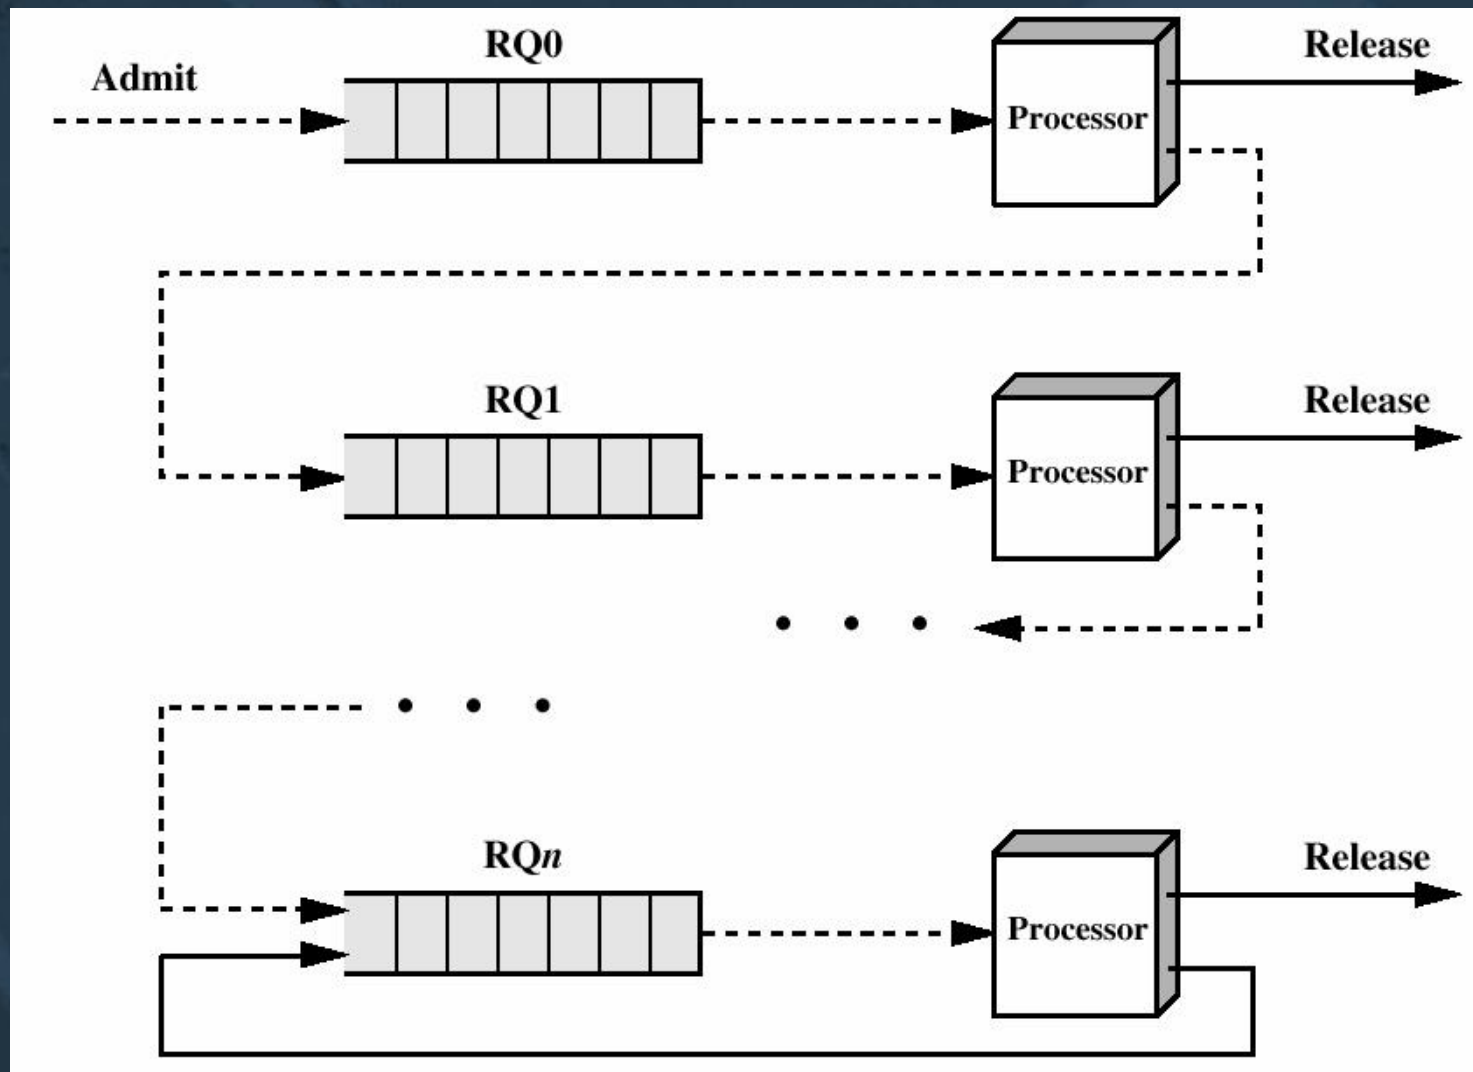 RQ0
Release
Admit
Processor
RQ1
Release
Processor
RQn
Release
Processor